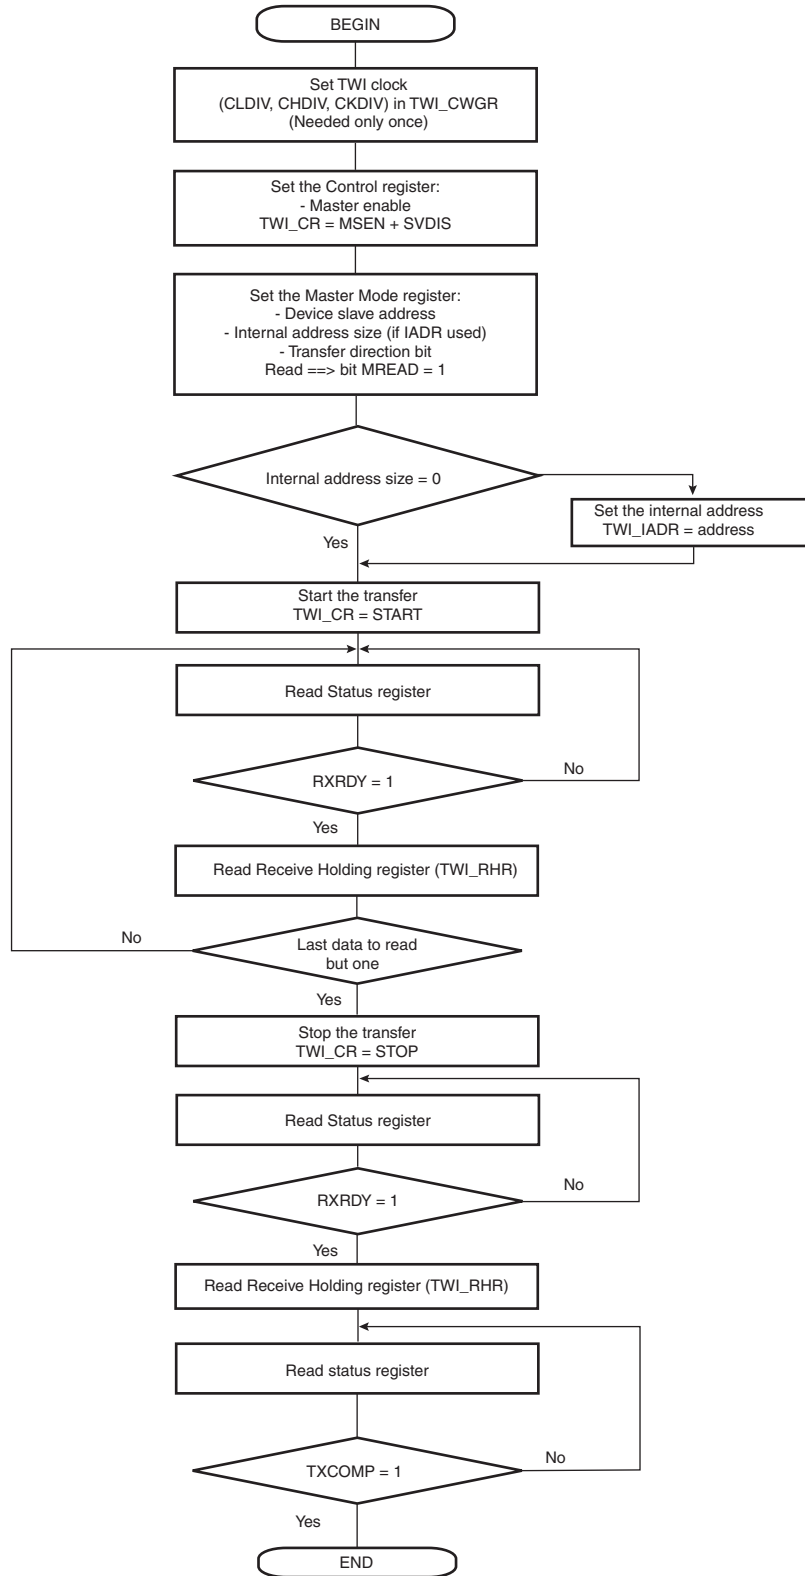 BEGIN
Set TWI clock
(CLDIV, CHDIV, CKDIV) in TWI_CWGR
(Needed only once)
Set the Control register:
- Master enable
TWI_CR = MSEN + SVDIS
Set the Master Mode register:
- Device slave address
- Internal address size (if IADR used)
- Transfer direction bit
Read ==> bit MREAD = 1
Internal address size = 0
Set the internal address
TWI_IADR = address
Yes
Start the transfer
TWI_CR = START
Read Status register
RXRDY = 1
No
Yes
Read Receive Holding register (TWI_RHR)
No
Last data to read
but one
Yes
Stop the transfer
TWI_CR = STOP
Read Status register
RXRDY = 1
No
Yes
Read Receive Holding register (TWI_RHR)
Read status register
TXCOMP = 1
No
Yes
END